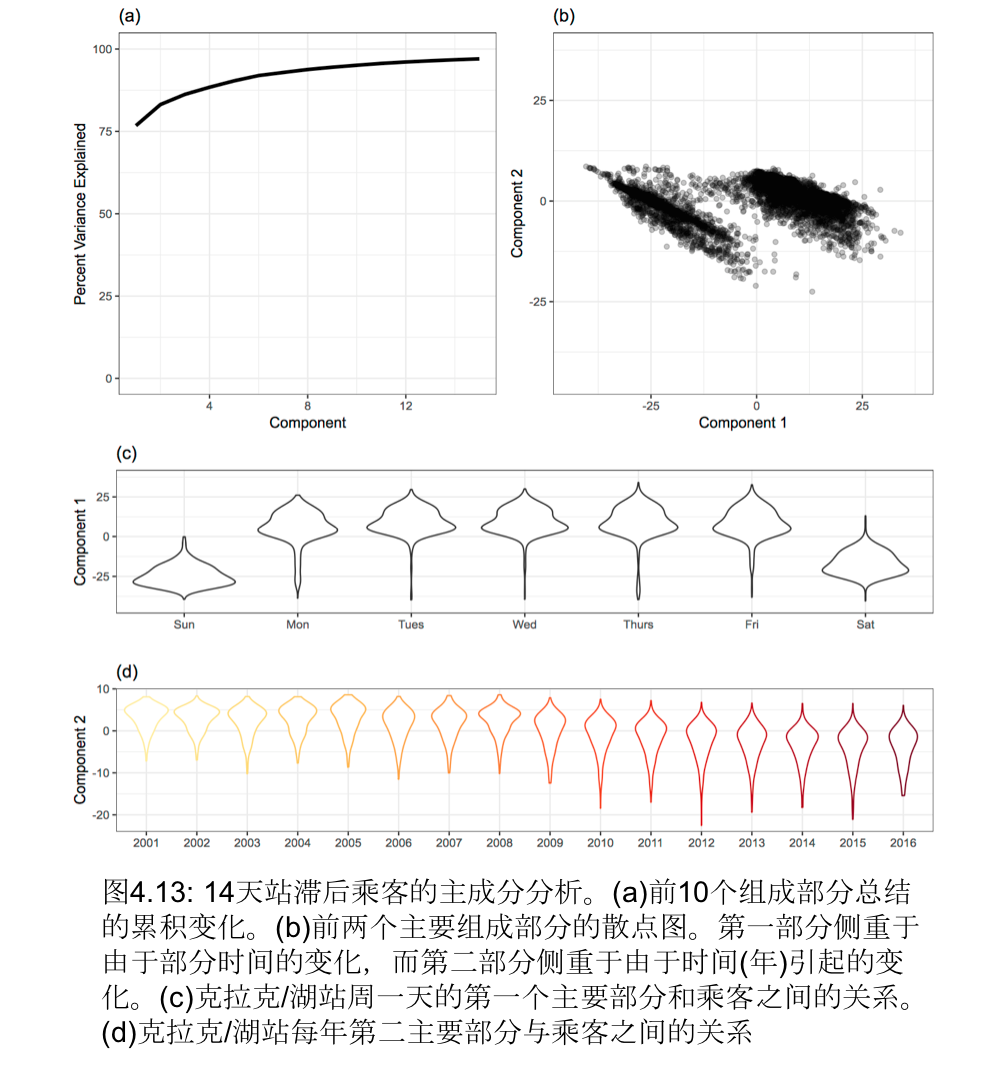 (a)
(b)
100
75
50
25
0
Percent Variance Explained
4
8
12
Component
25
0
-25
Component 2
-25
0
25
Component 1
(c)
25
0
-25
Component 1
Sun
Mon
Tues
Wed
Thurs
Fri
Sat
(d)
10
0
-10
-20
Component 2
2001
2002
2003
2004
2005
2006
2007
2008
2009
2010
2011
2012
2013
2014
2015
2016
图4.13: 14天站滞后乘客的主成分分析。(a)前10个组成部分总结
的累积变化。(b)前两个主要组成部分的散点图。第一部分侧重于
由于部分时间的变化，而第二部分侧重于由于时间(年)引起的变
化。(c)克拉克/湖站周一天的第一个主要部分和乘客之间的关系。
(d)克拉克/湖站每年第二主要部分与乘客之间的关系